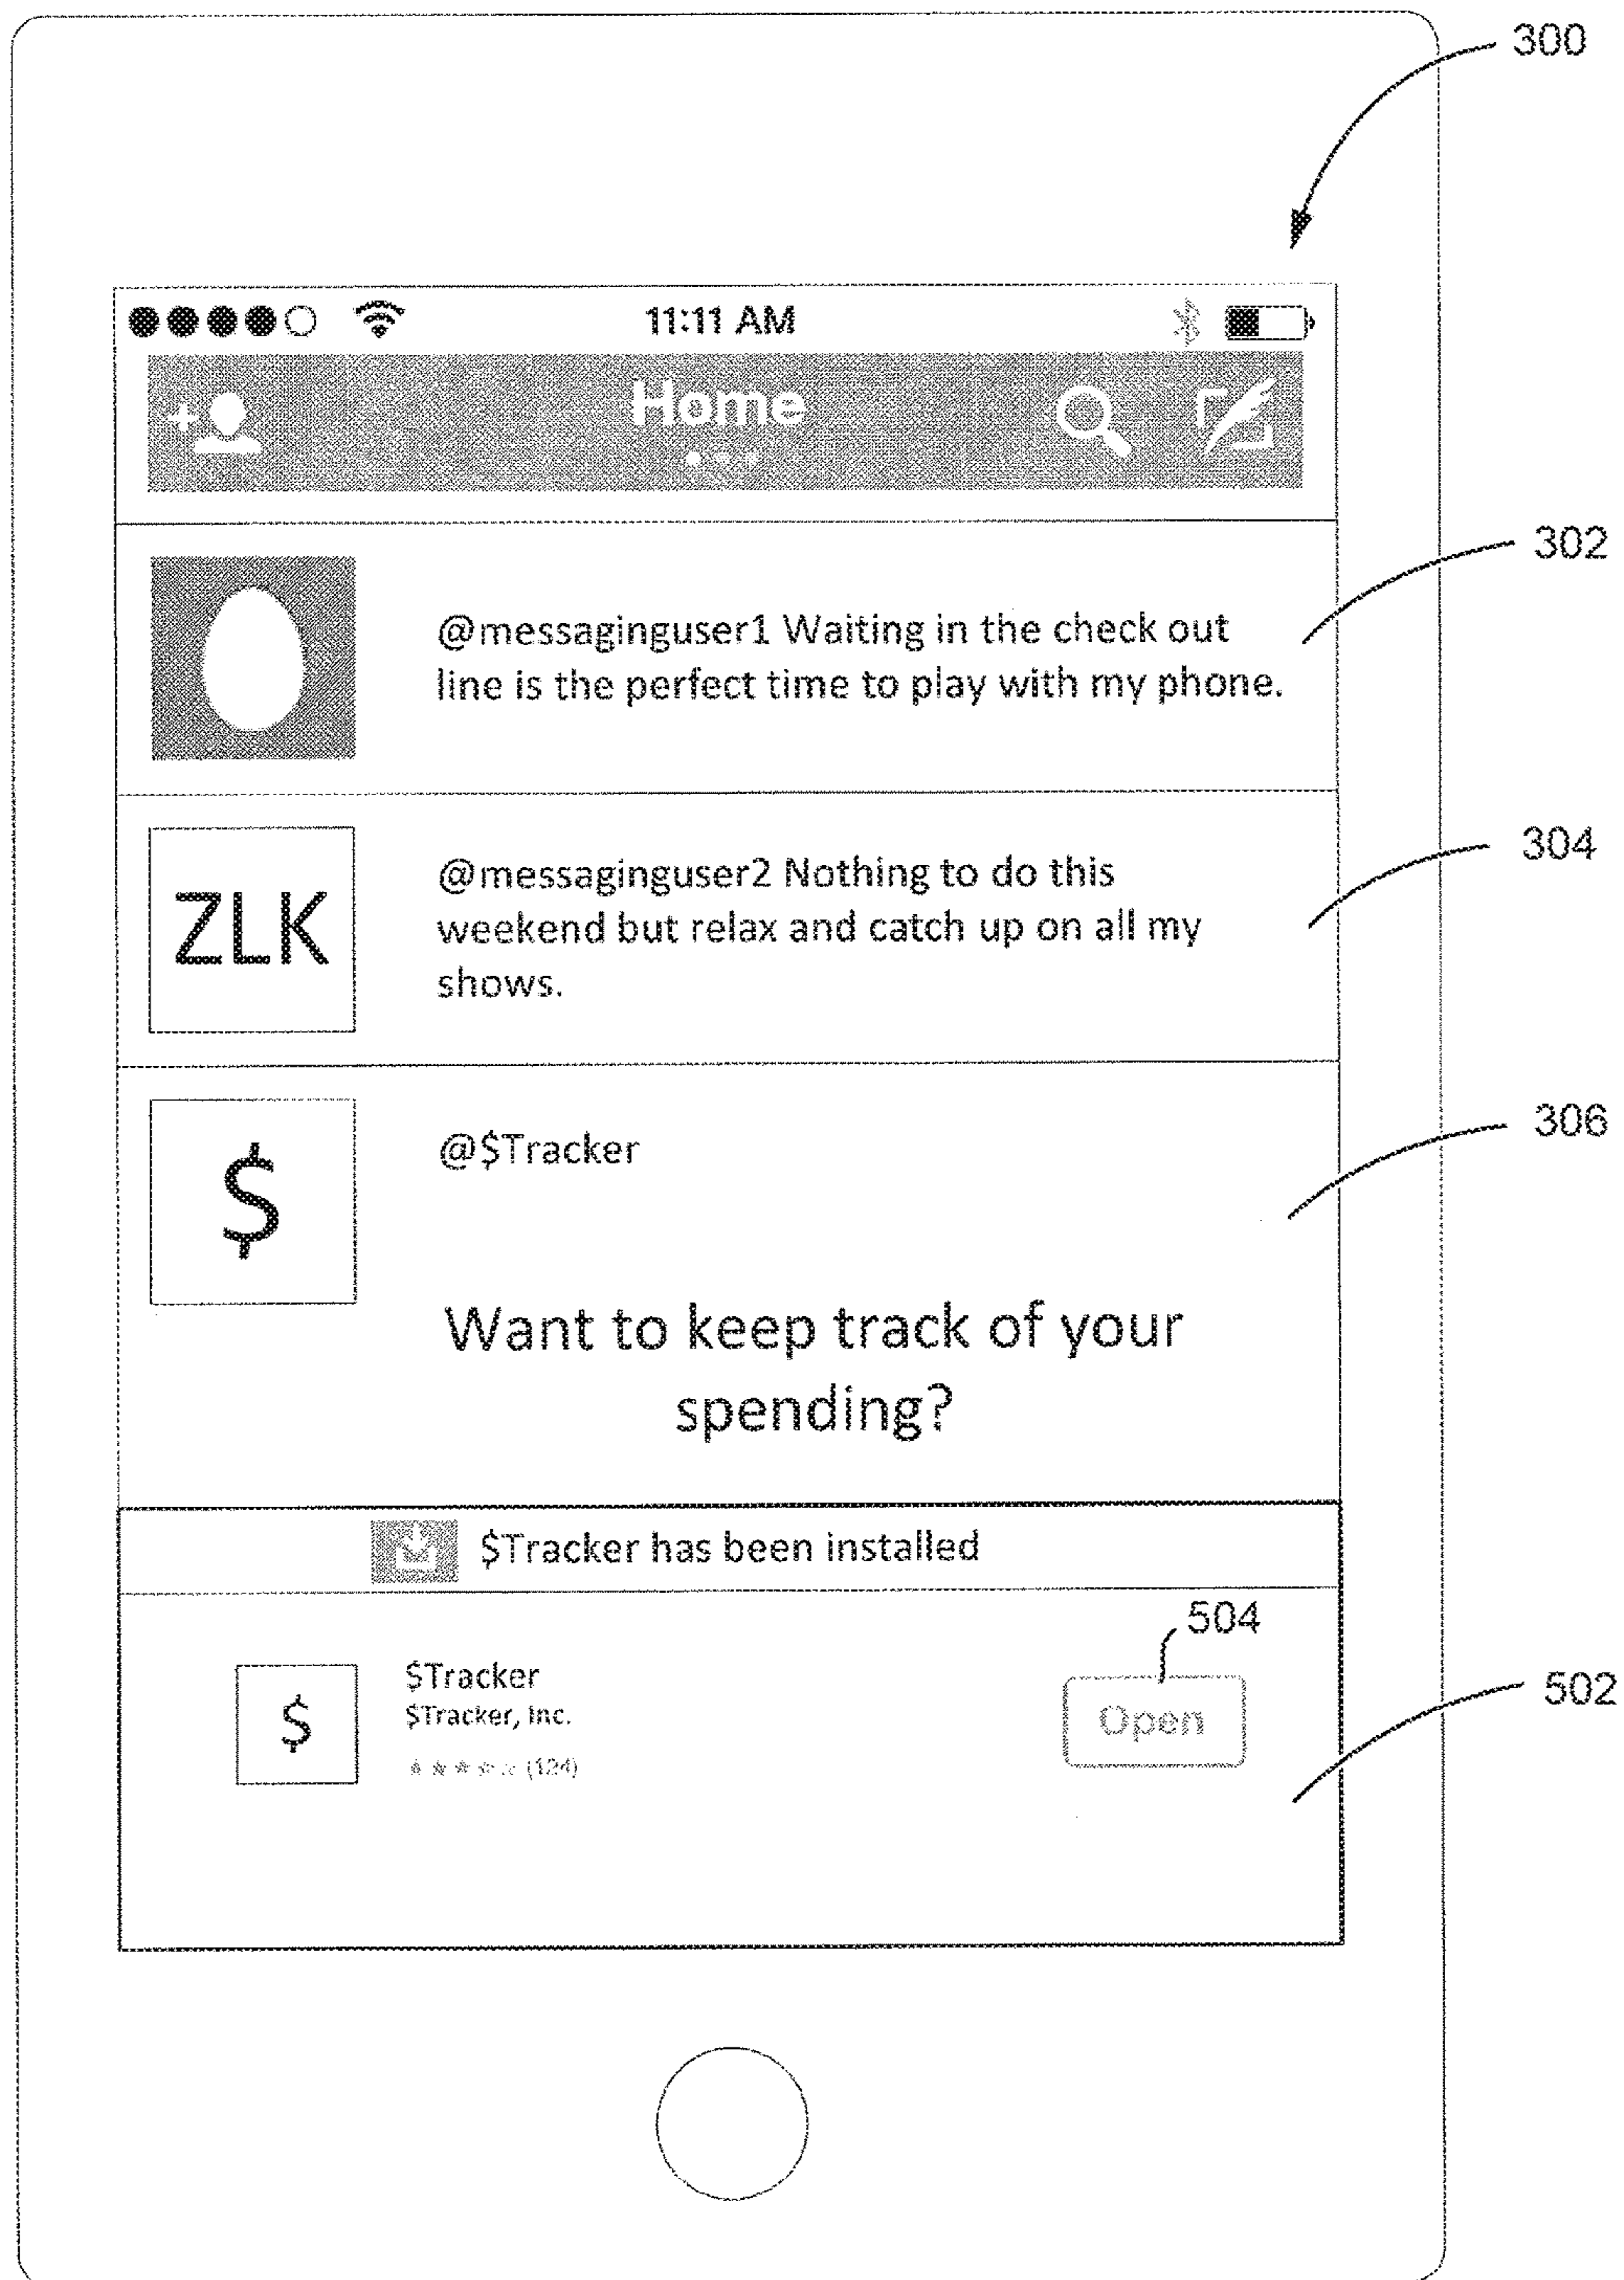 300
11:11 AM
Home
302
@messaginguser1 Waiting in the check out
line is the perfect time to play with my phone.
304
ZLK
@messaginguser2 Nothing to do this
weekend but relax and catch up on all my
shows.
306
$
@$Tracker
Want to keep track of your
spending?
$Tracker has been installed
504
$
$Tracker
$Tracker, Inc.
(124)
Open
502